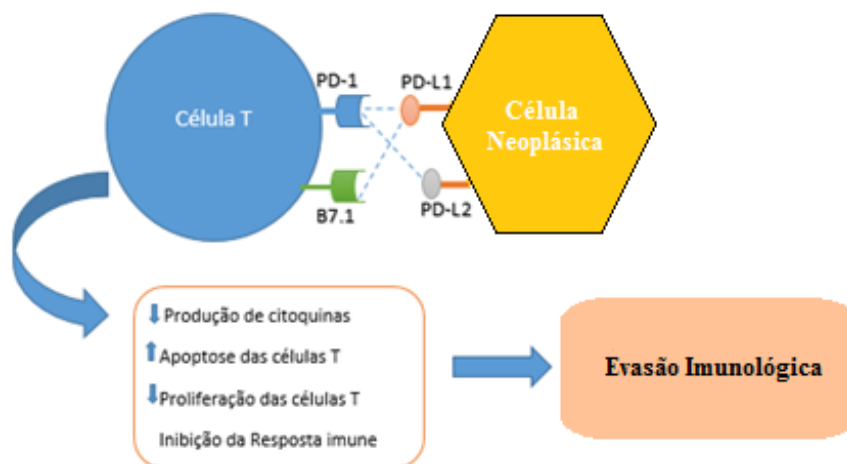 PD-1
PD-L1
Célula T
Célula
Neoplásica
B7.1
PD-L2
Produção de citoquinas
Apoptose das células T
Proliferação das células T
Inibição da Resposta imune
Evasão Imunológica